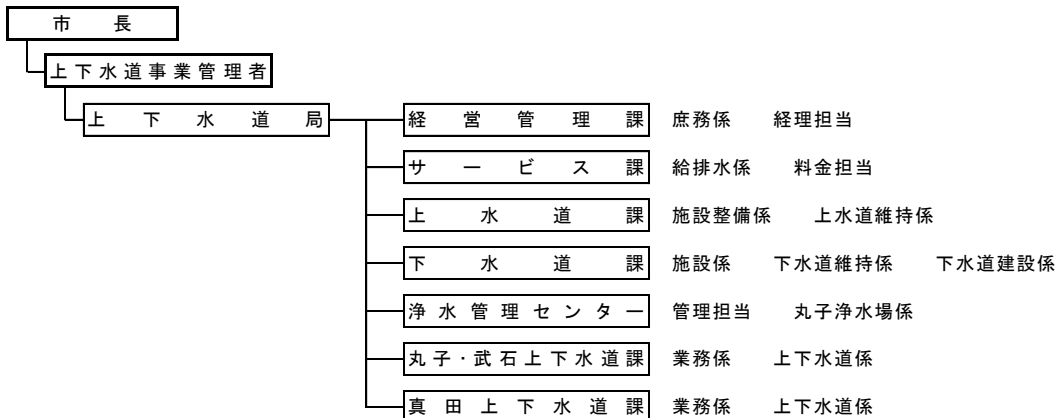 市長
上下水道事業管理者
上下水道局 経営管理課 庶務係 経理担当
サービス課 給排水係 料金担当
上水道課 施設整備係 上水道維持係
下水道課 施設係 下水道維持係 下水道建設係
浄水管理センター 管理担当 丸子浄水場係
丸子・武石上下水道課 業務係 上下水道係
真田上下水道課 業務係 上下水道係